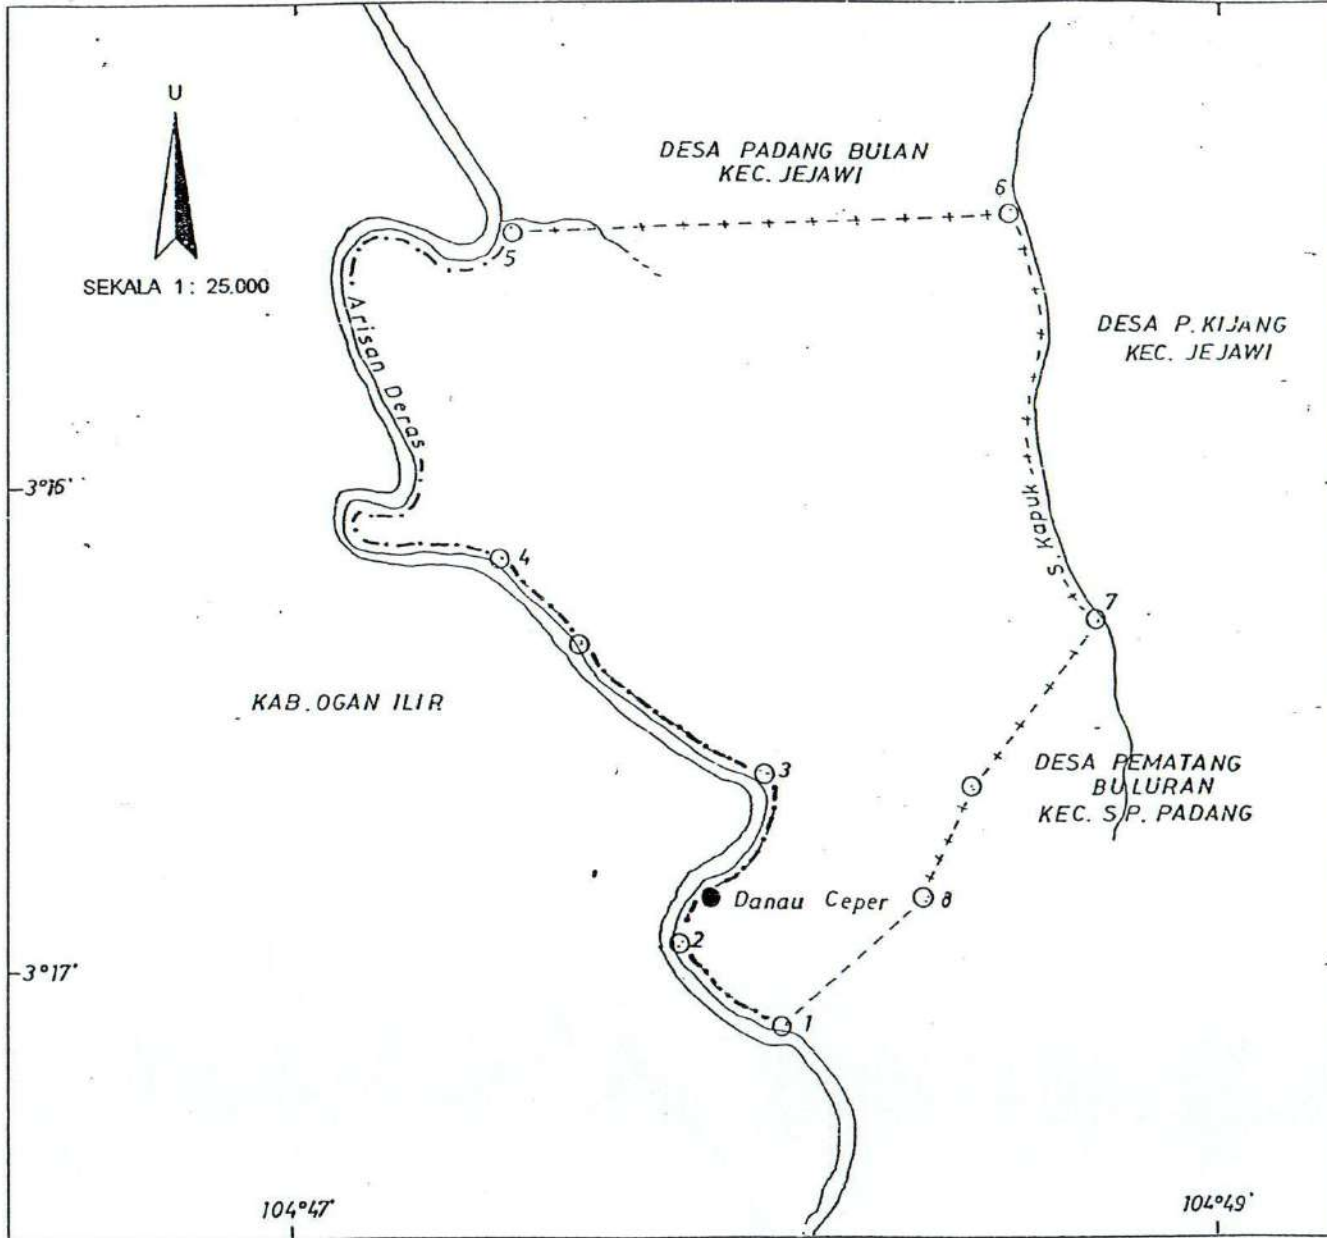 U
SEKALA 1 : 25.000
DESA PADANG BULAN
KEC. JEJAWI
6
5
Arisan Deras
DESA P. KIJANG
KEC. JEJAWI
3°16'
4
S. Kapuk
7
KAB. OGAN ILIR
3
DESA PEMATANG
BULURAN
KEC. S.P. PADANG
Danau Ceper
8
2
3°17'
1
104°47'
104°49'